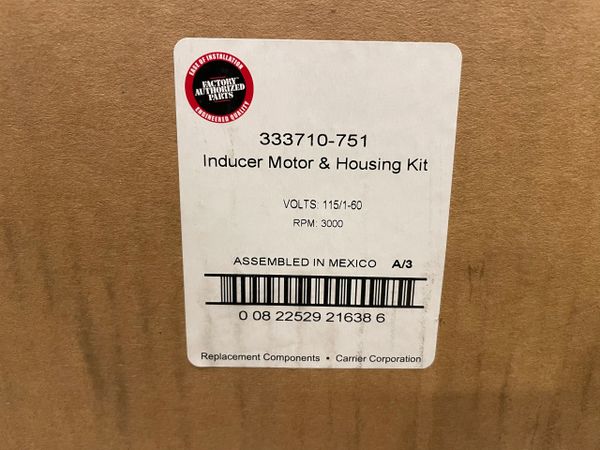 EASE OF INSTALLATION
FACTORY
AUTHORIZED
PARTS
ENGINEERED QUALITY
333710-751
Inducer Motor & Housing Kit
VOLTS: 115/1-60
RPM: 3000
ASSEMBLED IN MEXICO A/3
0 08 22529 21638 6
Replacement Components • Carrier Corporation